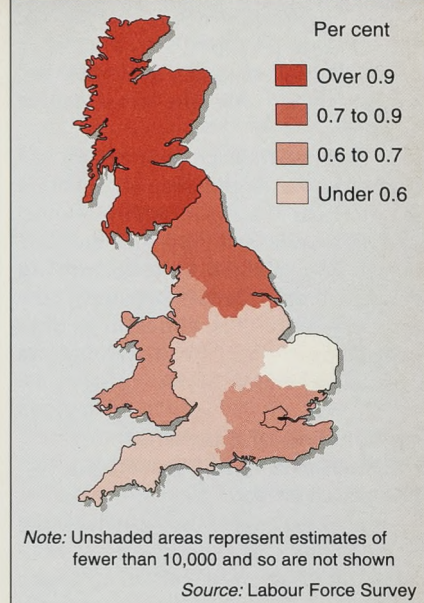 Per cent
Over 0.9
0.7 to 0.9
0.6 to 0.7
Under 0.6
Note: Unshaded areas represent estimates of
fewer than 10,000 and so are not shown
Source: Labour Force Survey